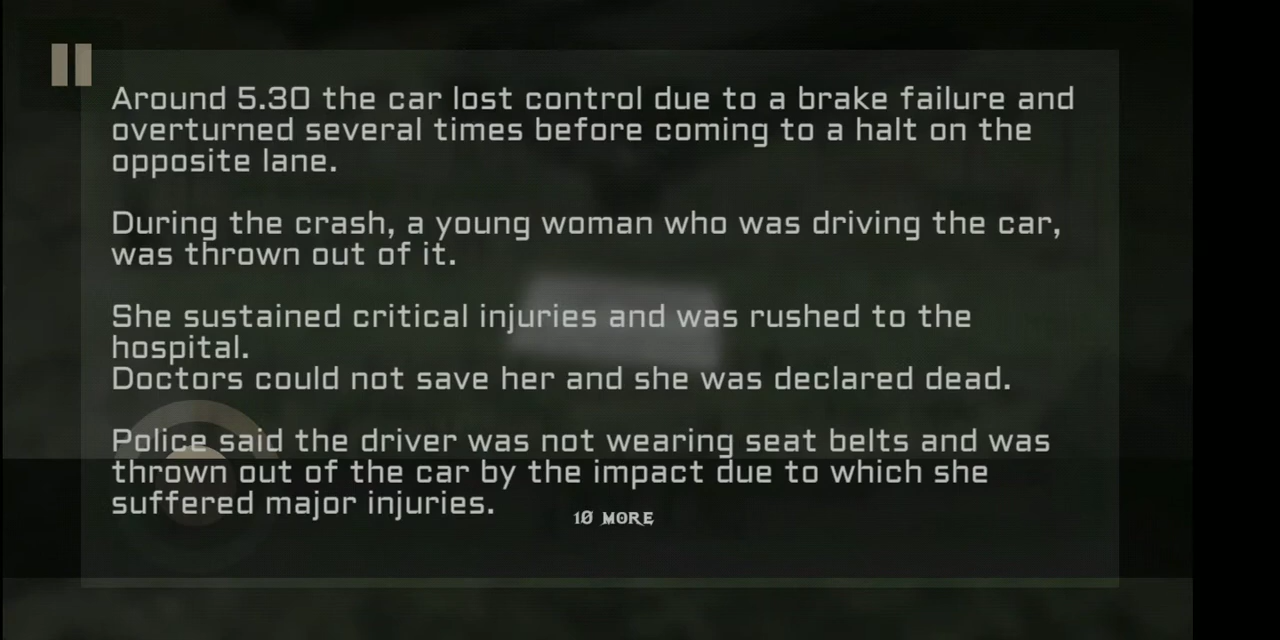 Around 5.30 the car lost control due to a brake failure and
overturned several times before coming to a halt on the
opposite lane.
During the crash, a young woman who was driving the car,
was thrown out of it.
She sustained critical injuries and was rushed to the
hospital.
Doctors could not save her and she was declared dead.
Police said the driver was not wearing seat belts and was
thrown out of the car by the impact due to which she
suffered major injuries.
10 MORE